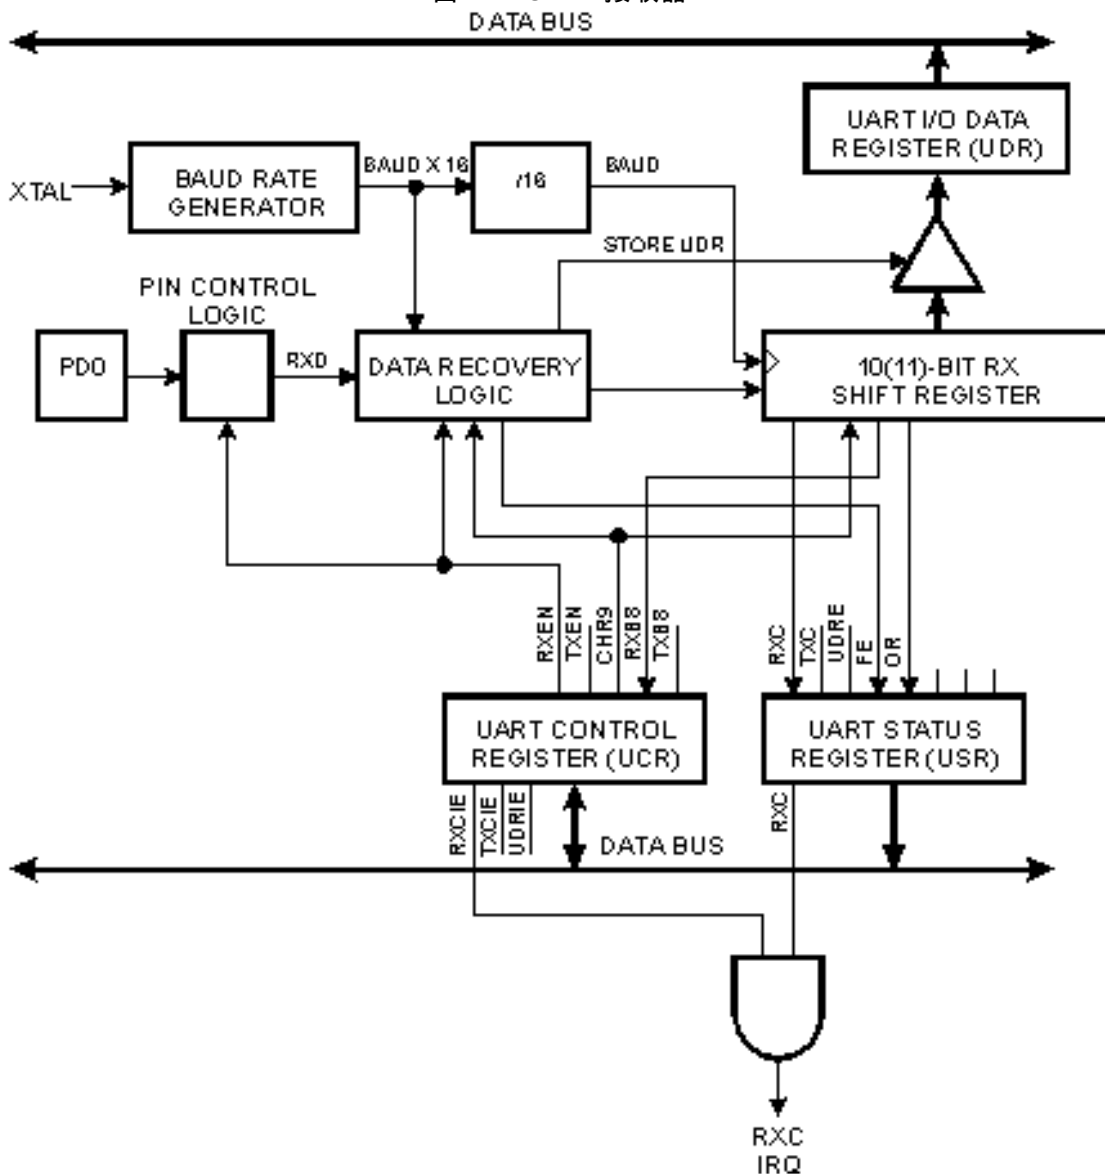 DATA BUS
UART I/O DATA
REGISTER (UDR)
XTAL
BAUD RATE
GENERATOR
BAUD X 16
/16
BAUD
STORE UDR
PIN CONTROL
LOGIC
PD0
RXD
DATA RECOVERY
LOGIC
10(11)-BIT RX
SHIFT REGISTER
RXEN
TXEN
CHR9
RXB8
TXB8
RXC
TXC
UDRE
FE
OR
UART CONTROL
REGISTER (UCR)
UART STATUS
REGISTER (USR)
RXCIE
TXCIE
UDRIE
RXC
DATA BUS
RXC
IRQ